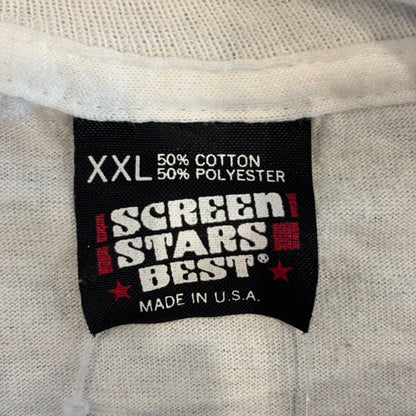 XXL 50% COTTON
50% POLYESTER
SCREEN
STARS
BEST®
MADE IN U.S.A.